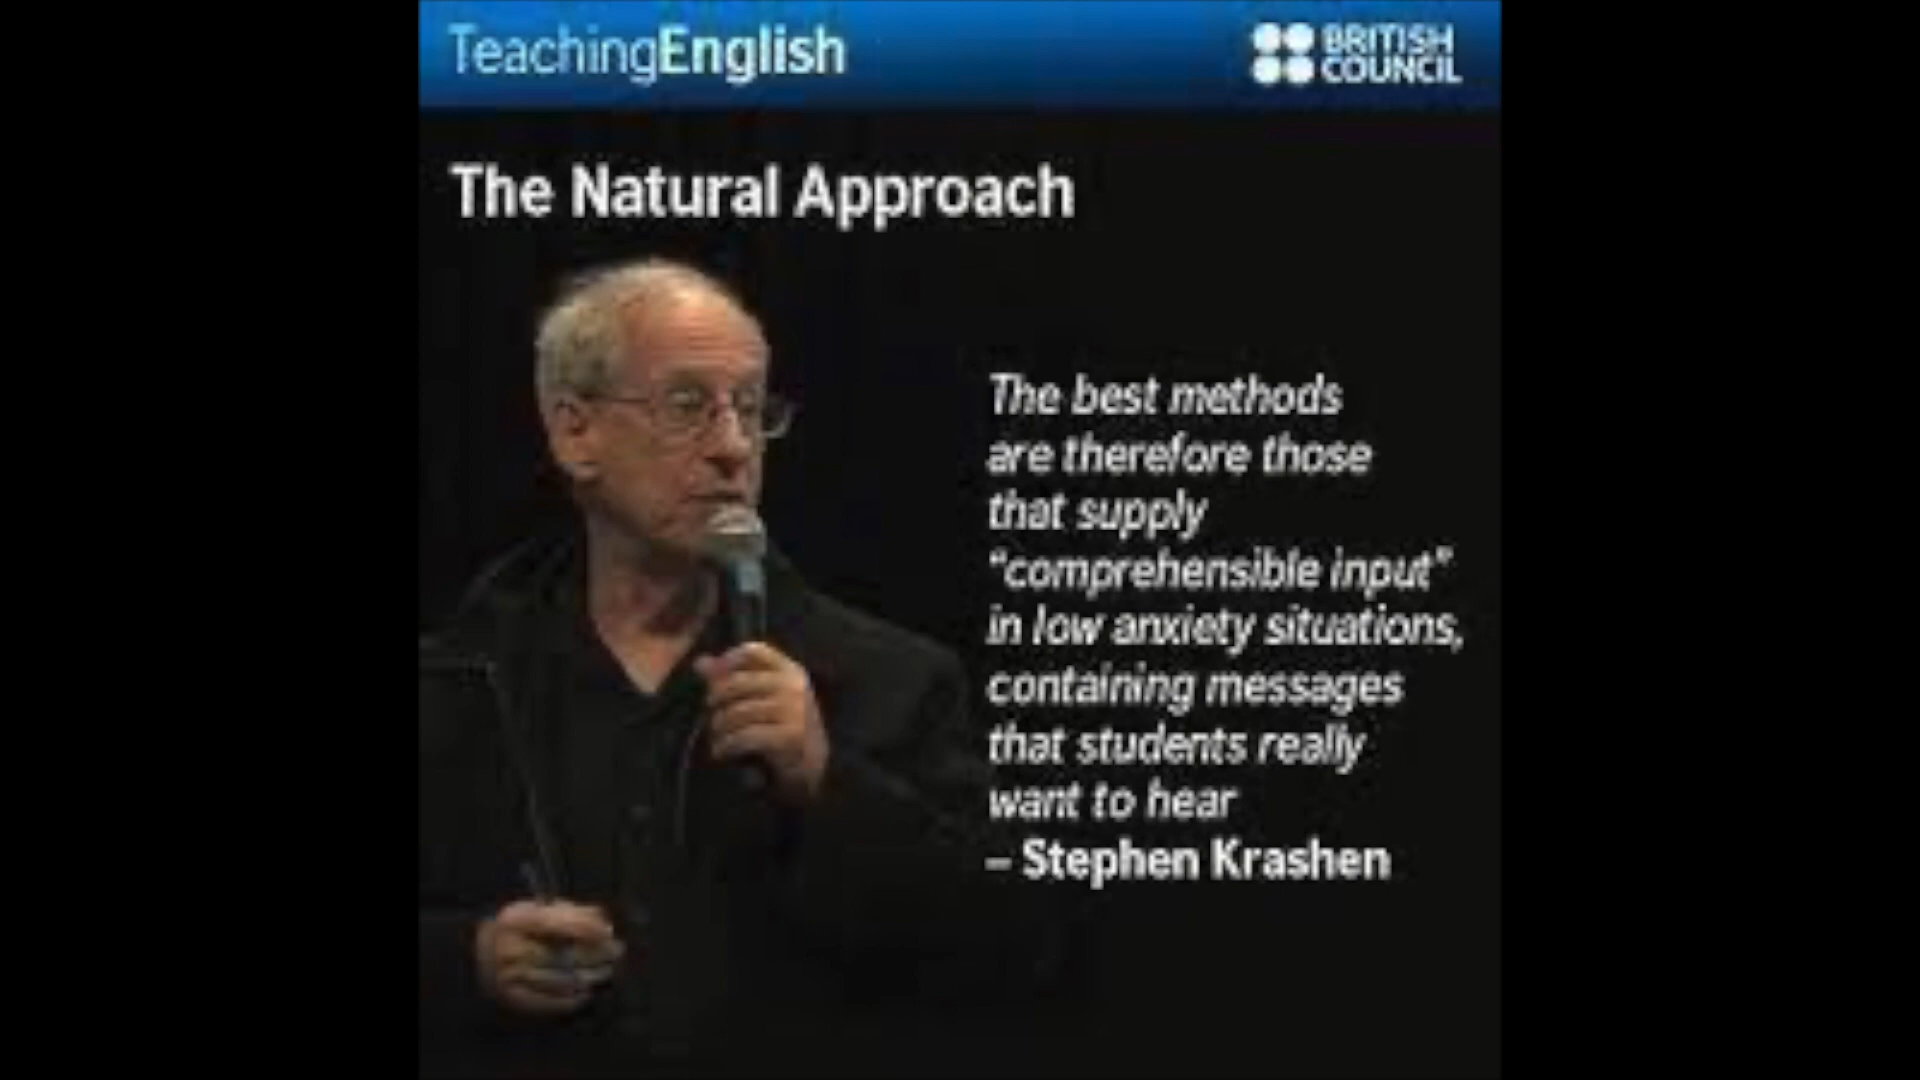 TeachingEnglish
BRITISH
COUNCIL
The Natural Approach
The best methods
are therefore those
that supply
"comprehensible input"
in low anxiety situations,
containing messages
that students really
want to hear
– Stephen Krashen